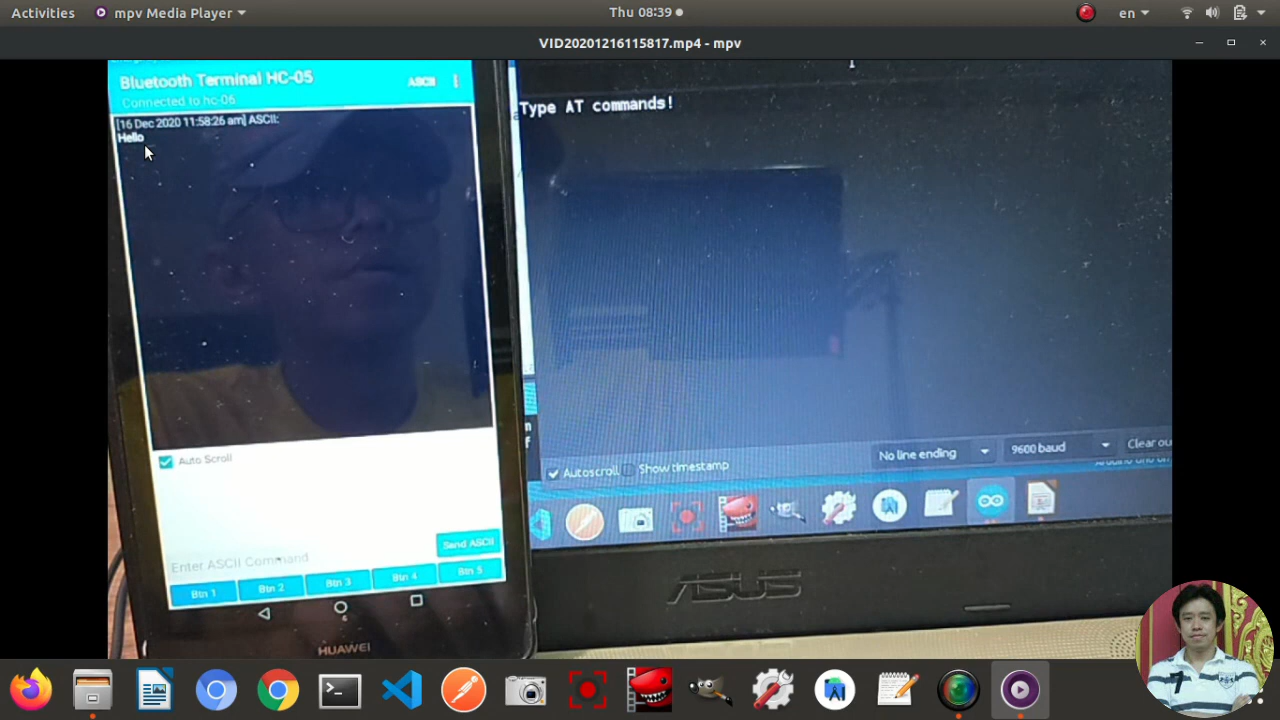 Activities
mpv Media Player
Thu 08:39
en
VID20201216115817.mp4 - mpv
Bluetooth Terminal HC-05
ASCII
Connected to hc-06
[16 Dec 2020 11:58:26 am] ASCII:
Hello
Auto Scroll
Enter ASCII Command
Send ASCII
Btn 1
Btn 2
Btn 3
Btn 4
Btn 5
HUAWEI
Type AT commands!
Autoscroll
Show timestamp
No line ending
9600 baud
Clear ou
ASUS
7